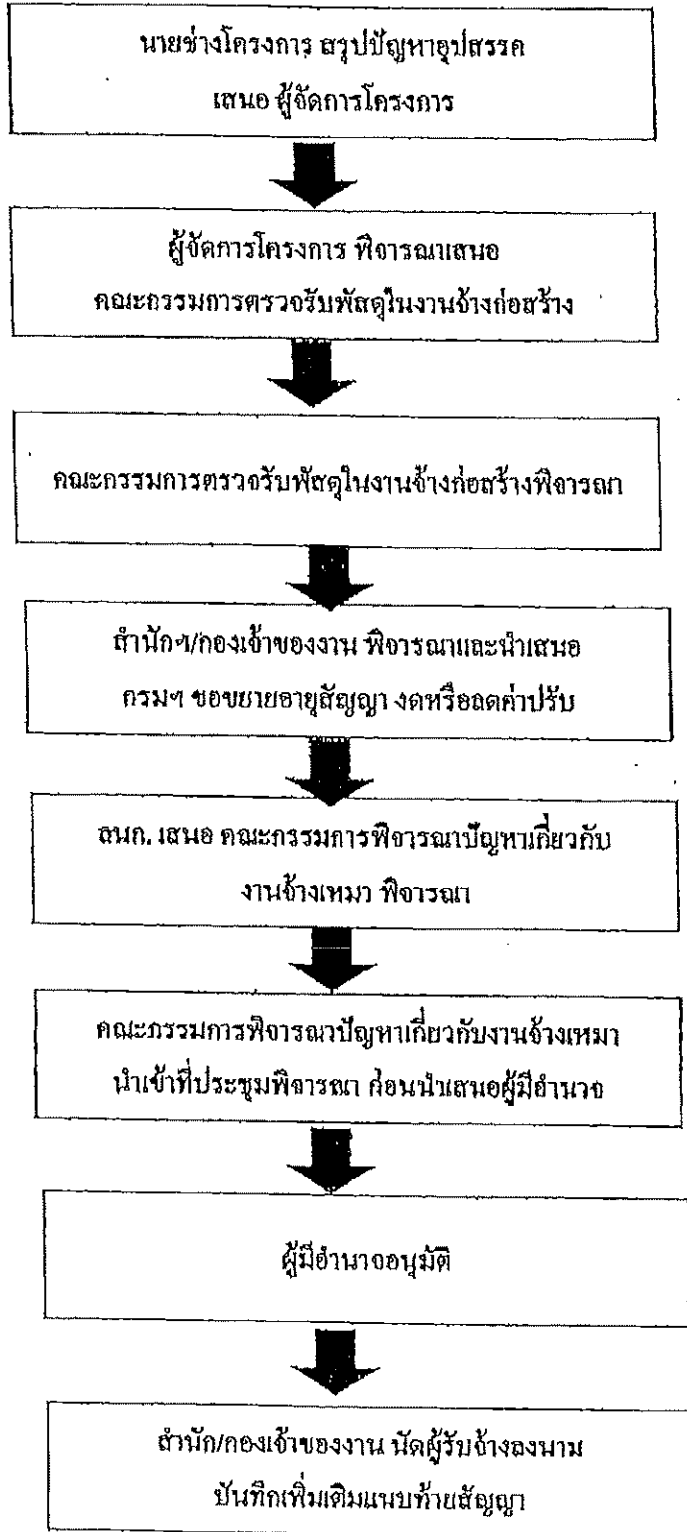 นายช่างโครงการ สรุปปัญหาอุปสรรค
เสนอ ผู้จัดการโครงการ
ผู้จัดการโครงการ พิจารณาเสนอ
คณะกรรมการตรวจรับพัสดุในงานจ้างก่อสร้าง
คณะกรรมการตรวจรับพัสดุในงานจ้างก่อสร้างพิจารณา
สำนักฯ/กองเจ้าของงาน พิจารณาและนำเสนอ
กรมฯ ขอขยายอายุสัญญา งดหรือลดค่าปรับ
สนก. เสนอ คณะกรรมการพิจารณาปัญหาเกี่ยวกับ
งานจ้างเหมา พิจารณา
คณะกรรมการพิจารณาปัญหาเกี่ยวกับงานจ้างเหมา
นำเข้าที่ประชุมพิจารณา ก่อนนำเสนอผู้มีอำนาจ
ผู้มีอำนาจอนุมัติ
สำนัก/กองเจ้าของงาน นัดผู้รับจ้างลงนาม
บันทึกเพิ่มเติมแนบท้ายสัญญา